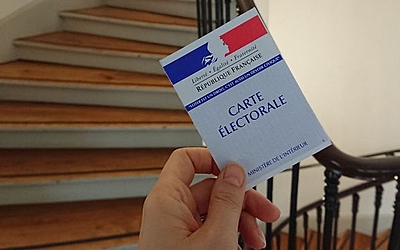 Liberté • Égalité • Fraternité
RÉPUBLIQUE FRANÇAISE
CARTE
ÉLECTORALE
MINISTÈRE DE L'INTÉRIEUR